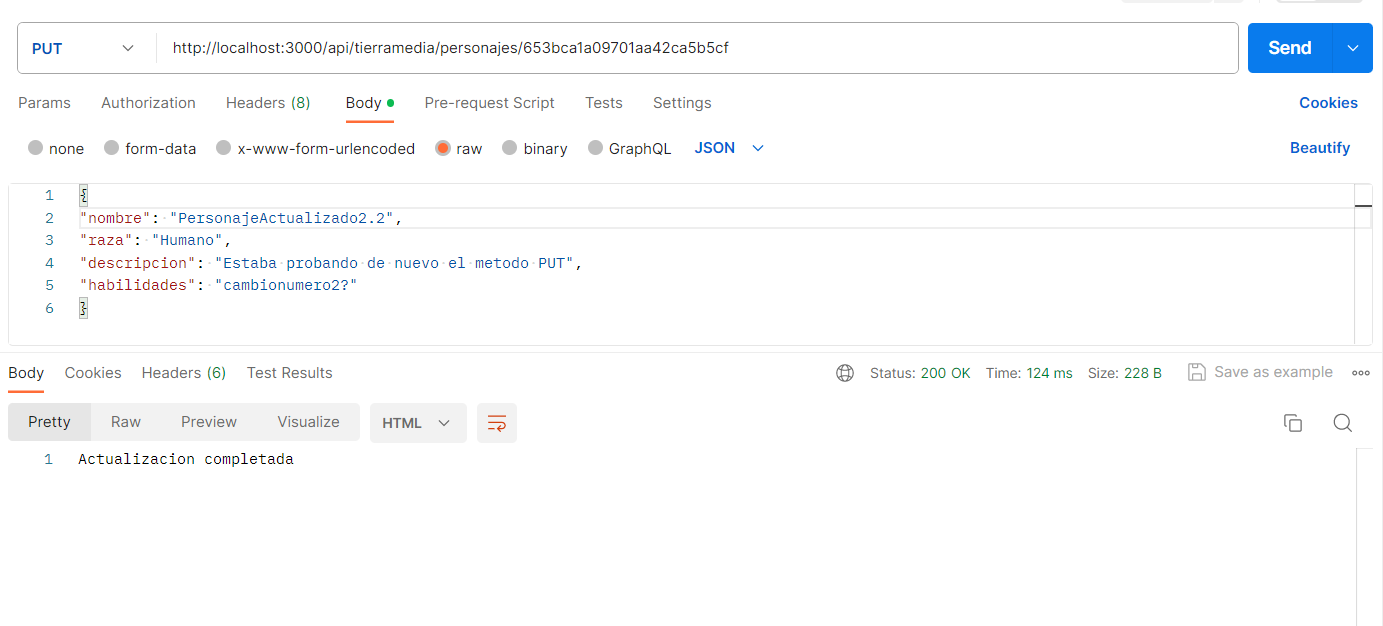 PUT http://localhost:3000/api/tierramedia/personajes/653bca1a09701aa42ca5b5cf Send
Params Authorization Headers (8) Body Pre-request Script Tests Settings Cookies
none form-data x-www-form-urlencoded raw binary GraphQL JSON Beautify
1 {
2 "nombre": "PersonajeActualizado2.2",
3 "raza": "Humano",
4 "descripcion": "Estaba probando de nuevo el metodo PUT",
5 "habilidades": "cambionumero2?"
6 }
Body Cookies Headers (6) Test Results Status: 200 OK Time: 124 ms Size: 228 B Save as example
Pretty Raw Preview Visualize HTML
1 Actualizacion completada